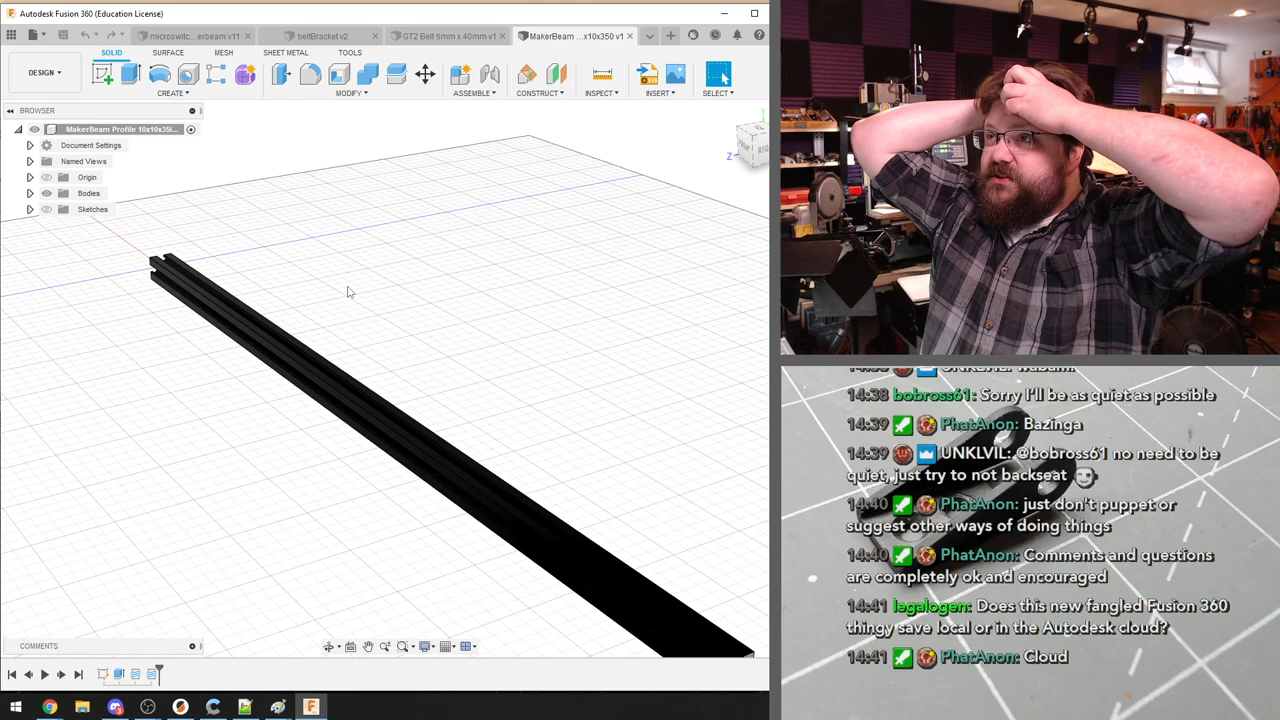 Autodesk Fusion 360 (Education License)
microswitc...erbeam v11
beltBracket v2
GT2 Belt 6mm x 40mm v1
MakerBeam ...x10x350 v1
DESIGN
SOLID
SURFACE
MESH
SHEET METAL
TOOLS
CREATE
MODIFY
ASSEMBLE
CONSTRUCT
INSPECT
INSERT
SELECT
BROWSER
MakerBeam Profile 10x10x35(...
Document Settings
Named Views
Origin
Bodies
Sketches
Z
RIG
COMMENTS
14:38 bobross61: Sorry I'll be as quiet as possible
14:39 PhatAnon: Bazinga
14:39 UNKLVIL: @bobross61 no need to be
quiet, just try to not backseat
14:40 PhatAnon: just don't puppet or
suggest other ways of doing things
14:40 PhatAnon: Comments and questions
are completely ok and encouraged
14:41 legalogen: Does this new fangled Fusion 360
thingy save local or in the Autodesk cloud?
14:41 PhatAnon: Cloud